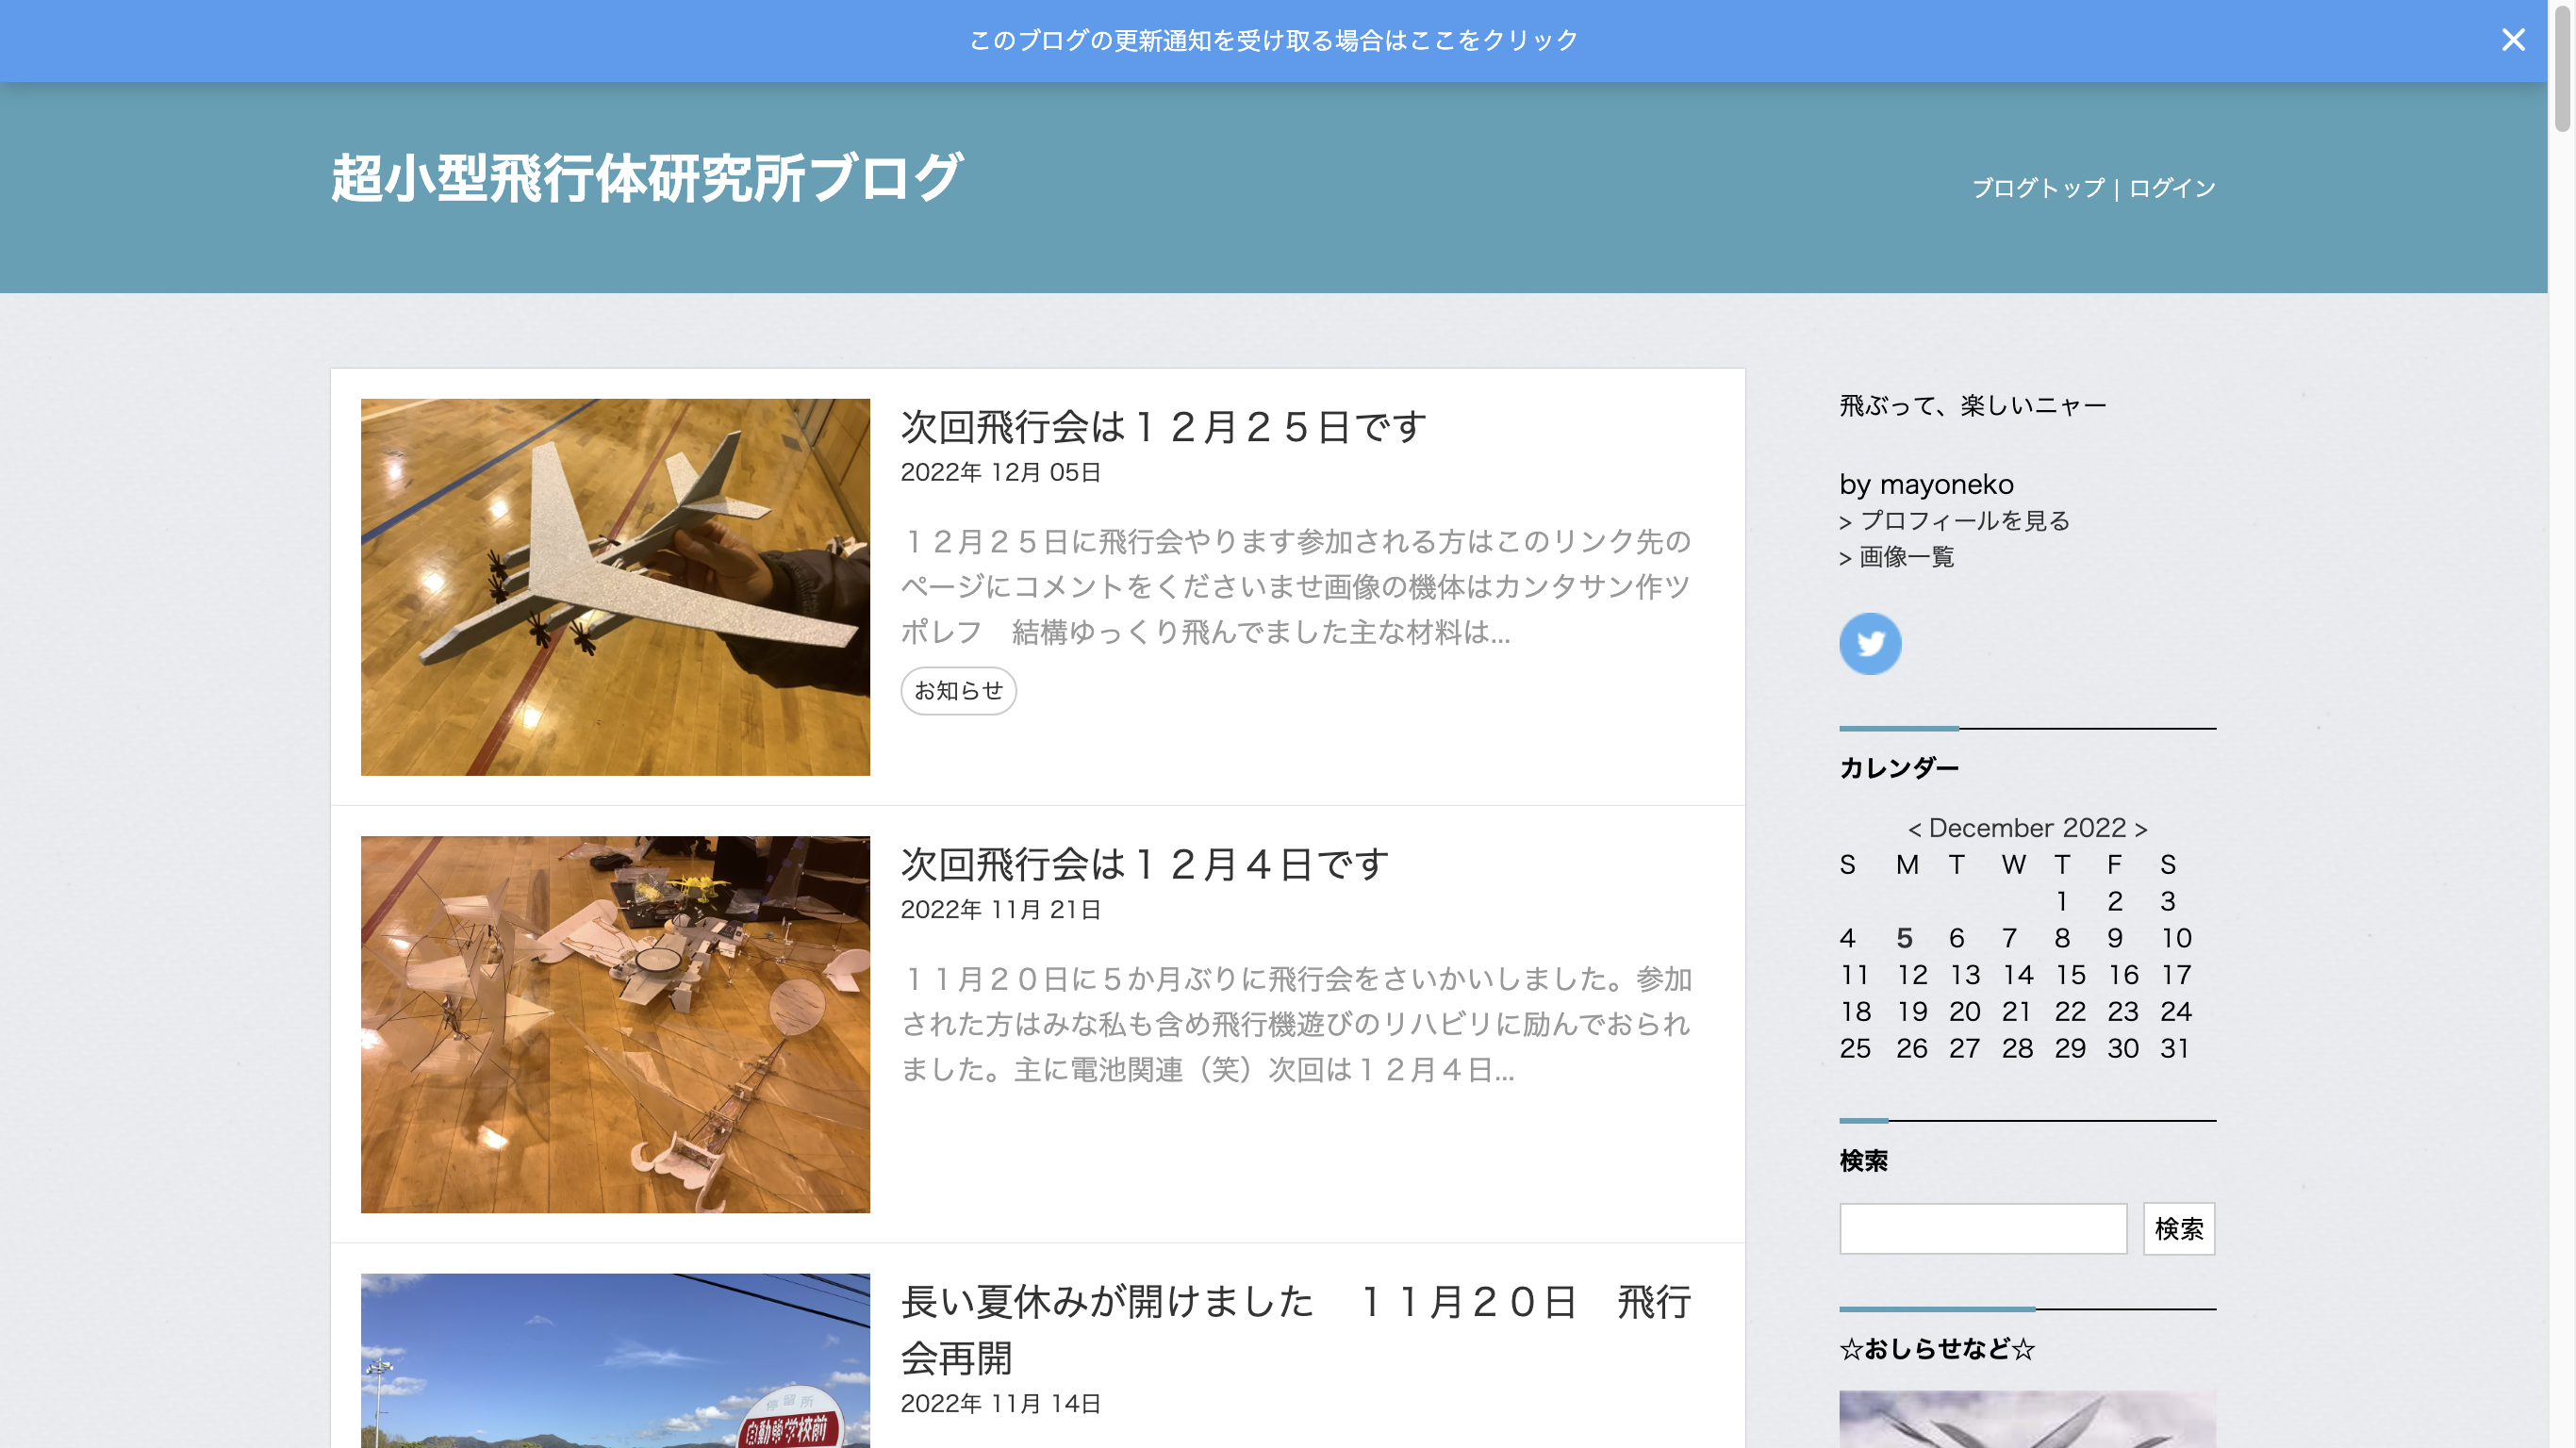 このブログの更新通知を受け取る場合はここをクリック
超小型飛行体研究所ブログ
ブログトップ | ログイン
次回飛行会は１２月２５日です
2022年 12月 05日
１２月２５日に飛行会やります参加される方はこのリンク先の
ページにコメントをくださいませ画像の機体はカンタサン作ツ
ポレフ　結構ゆっくり飛んでました主な材料は...
お知らせ
次回飛行会は１２月４日です
2022年 11月 21日
１１月２０日に５か月ぶりに飛行会をさいかいしました。参加
された方はみな私も含め飛行機遊びのリハビリに励んでおられ
ました。主に電池関連（笑）次回は１２月４日...
長い夏休みが開けました　１１月２０日　飛行
会再開
2022年 11月 14日
停留所
自動車学校前
飛ぶって、楽しいニャー
by mayoneko
> プロフィールを見る
> 画像一覧
カレンダー
< December 2022 >
S M T W T F S
1 2 3
4 5 6 7 8 9 10
11 12 13 14 15 16 17
18 19 20 21 22 23 24
25 26 27 28 29 30 31
検索
検索
☆おしらせなど☆